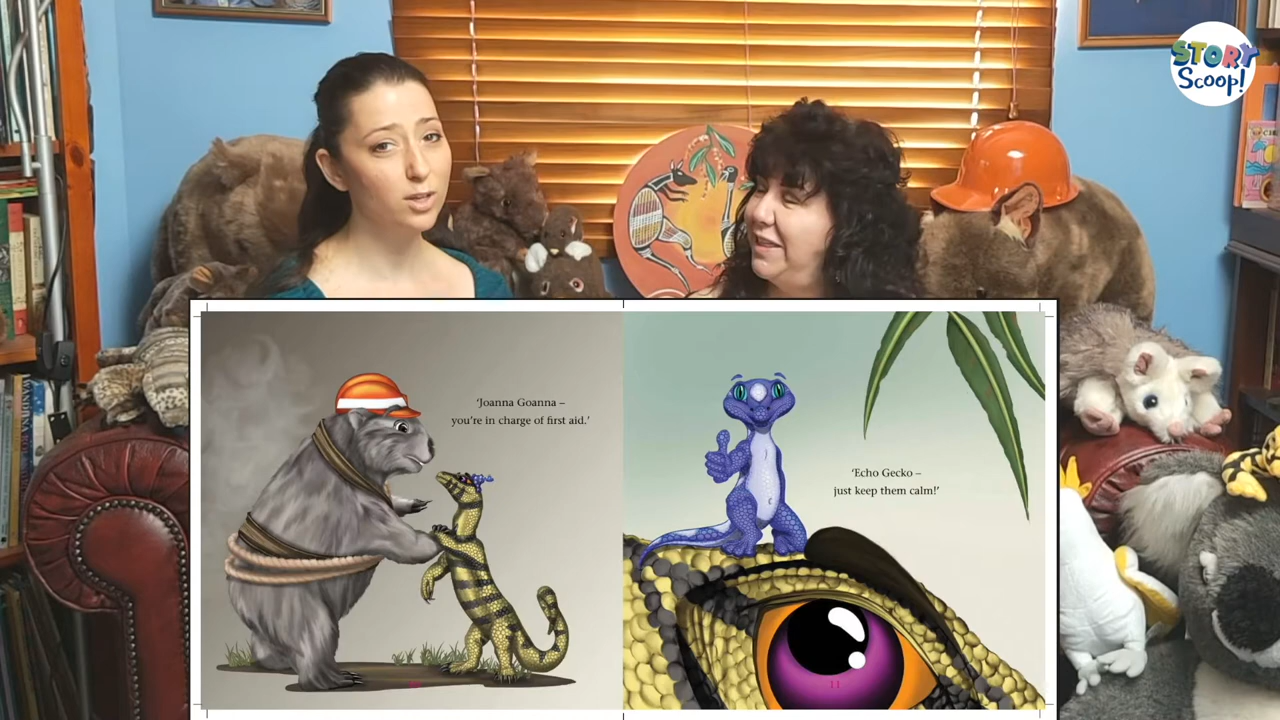 STORY
Scoop!
‘Joanna Goanna –
you’re in charge of first aid.’
‘Echo Gecko –
just keep them calm!’
11